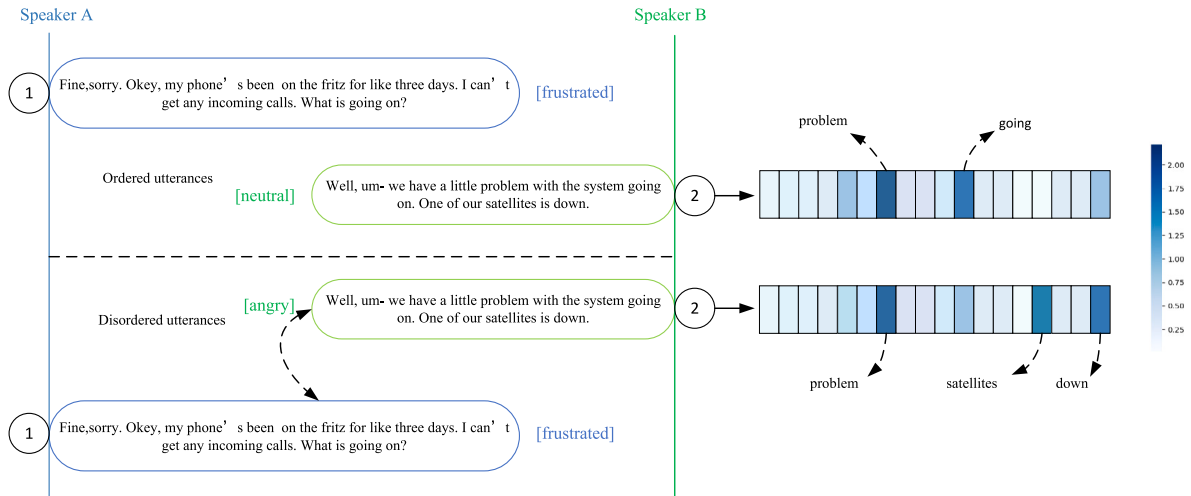 Speaker A
Speaker B
1
Fine,sorry. Okey, my phone’s been on the fritz for like three days. I can’t
get any incoming calls. What is going on?
[frustrated]
problem
going
Ordered utterances
[neutral]
Well, um- we have a little problem with the system going
on. One of our satellites is down.
2
2.00
1.75
1.50
1.25
1.00
0.75
0.50
0.25
Disordered utterances
[angry]
Well, um- we have a little problem with the system going
on. One of our satellites is down.
2
problem
satellites
down
1
Fine,sorry. Okey, my phone’s been on the fritz for like three days. I can’t
get any incoming calls. What is going on?
[frustrated]